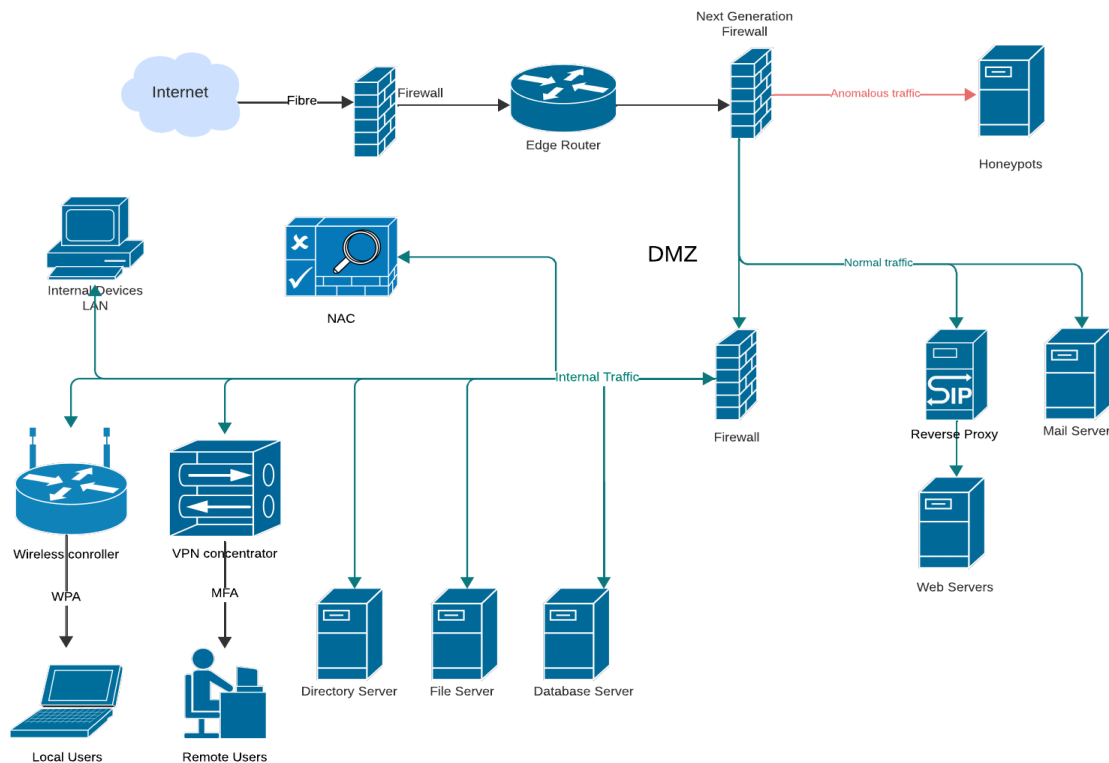 Next Generation
Firewall
Internet
Fibre
Firewall
Anomalous traffic
Edge Router
Honeypots
DMZ
Normal traffic
Internal Devices
LAN
NAC
Internal Traffic
SIP
Firewall
Reverse Proxy
Mail Server
Wireless conroller
VPN concentrator
Web Servers
WPA
MFA
Directory Server
File Server
Database Server
Local Users
Remote Users